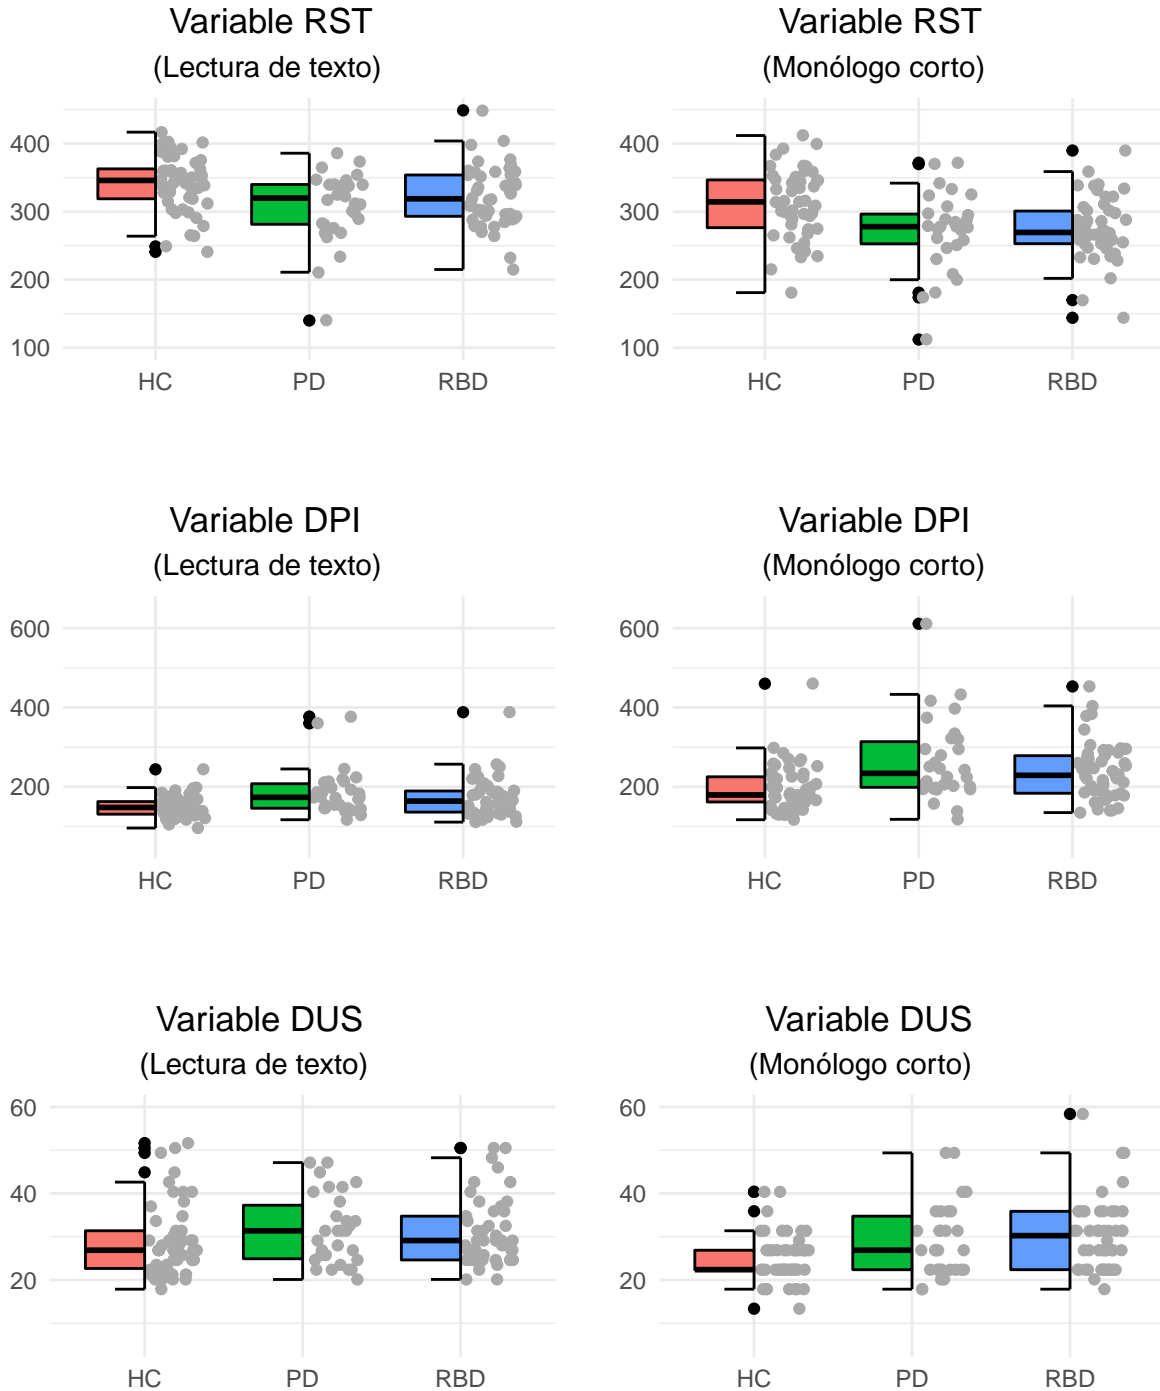 Variable RST
(Lectura de texto)
400
300
200
100
HC PD RBD
Variable RST
(Monólogo corto)
400
300
200
100
HC PD RBD
Variable DPI
(Lectura de texto)
600
400
200
HC PD RBD
Variable DPI
(Monólogo corto)
600
400
200
HC PD RBD
Variable DUS
(Lectura de texto)
60
40
20
HC PD RBD
Variable DUS
(Monólogo corto)
60
40
20
HC PD RBD